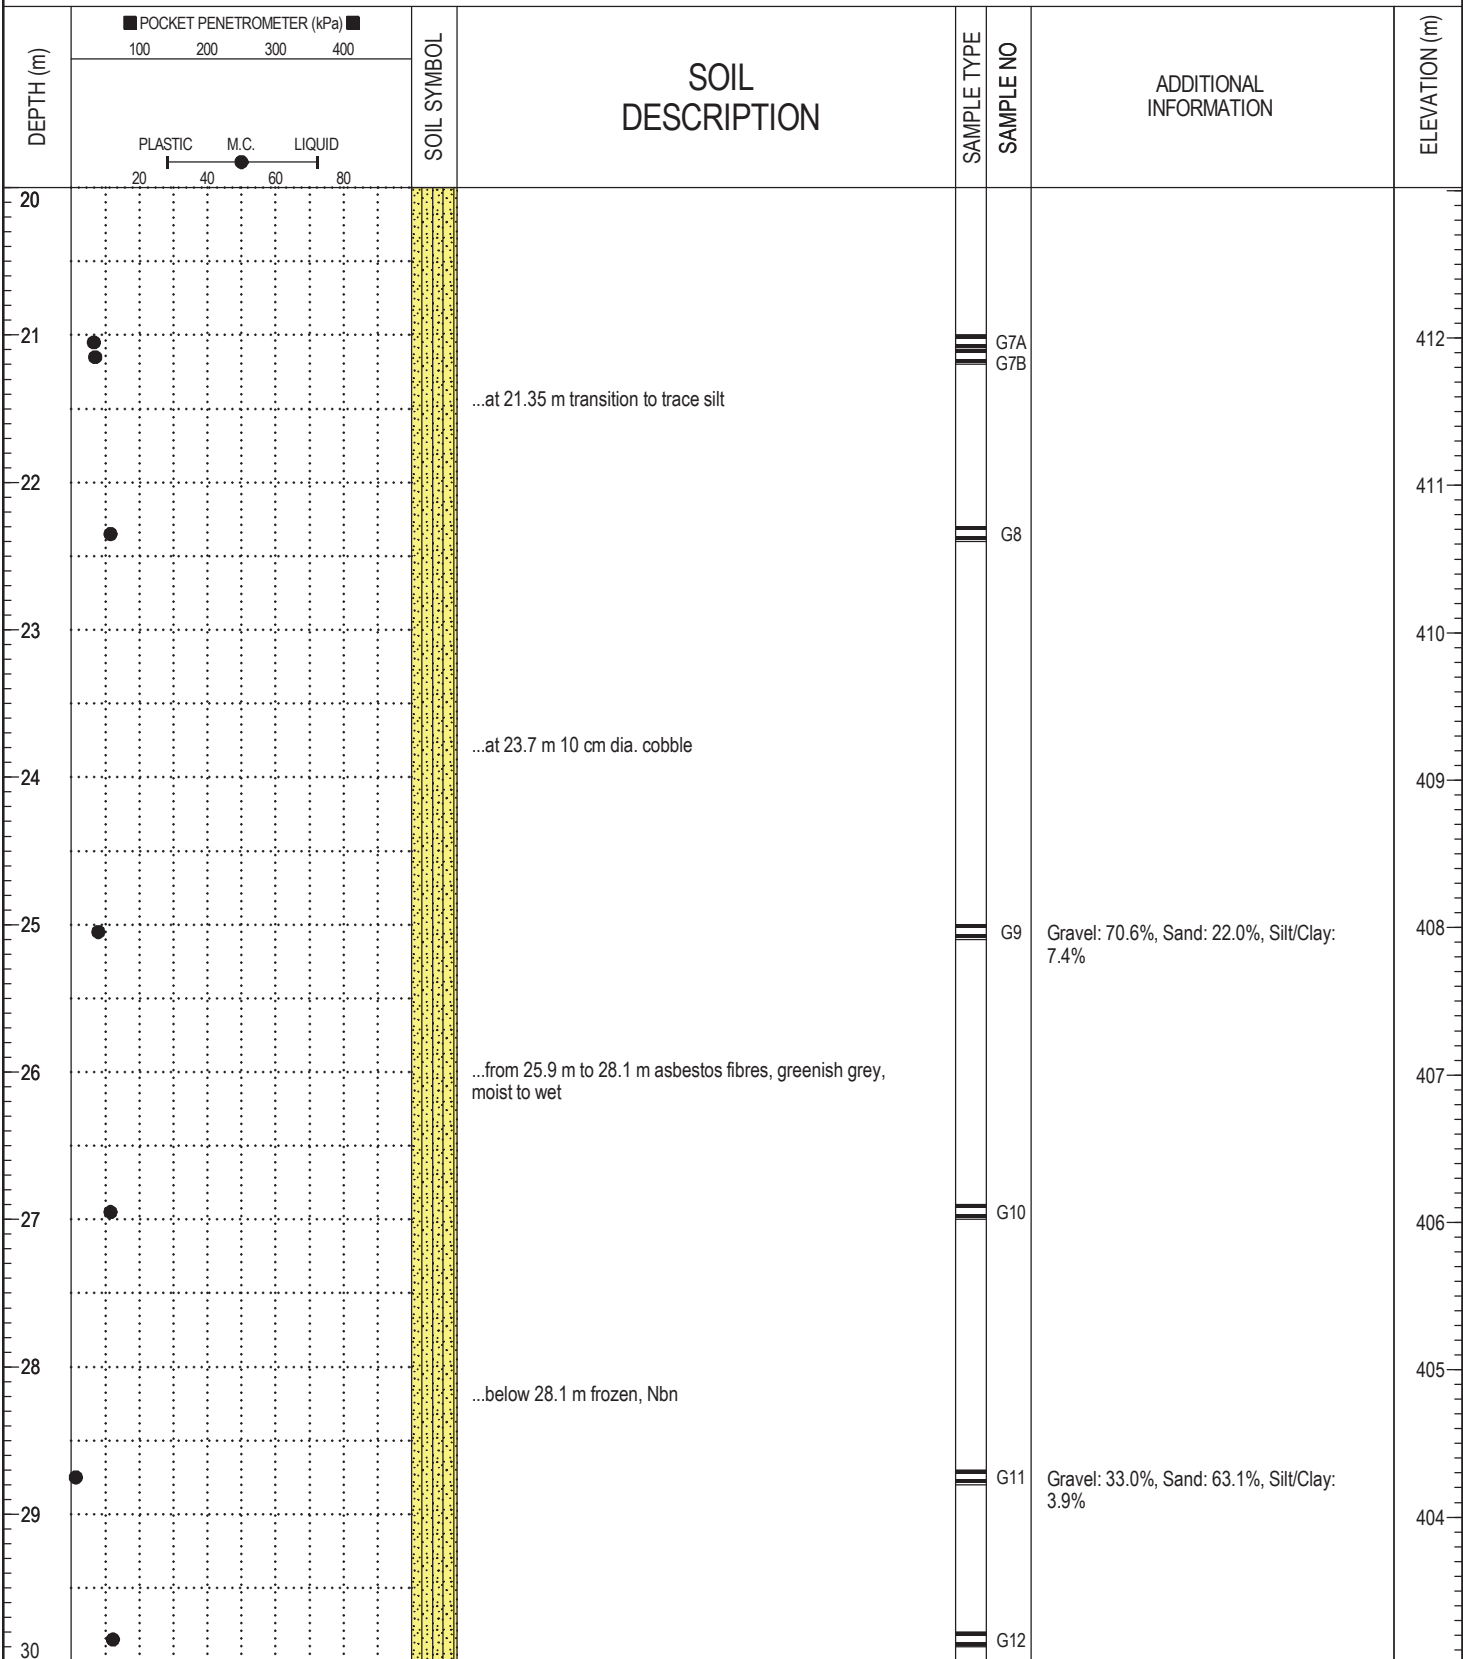 POCKET PENETROMETER (kPa)
100 200 300 400
PLASTIC M.C. LIQUID
20 40 60 80
DEPTH (m)
SOIL SYMBOL
SOIL
DESCRIPTION
SAMPLE TYPE
SAMPLE NO
ADDITIONAL
INFORMATION
ELEVATION (m)
20
21
G7A
412
G7B
...at 21.35 m transition to trace silt
22
411
G8
23
410
...at 23.7 m 10 cm dia. cobble
24
409
25
G9
Gravel: 70.6%, Sand: 22.0%, Silt/Clay:
7.4%
408
26
...from 25.9 m to 28.1 m asbestos fibres, greenish grey,
moist to wet
407
27
G10
406
28
405
...below 28.1 m frozen, Nbn
G11
Gravel: 33.0%, Sand: 63.1%, Silt/Clay:
3.9%
29
404
G12
30